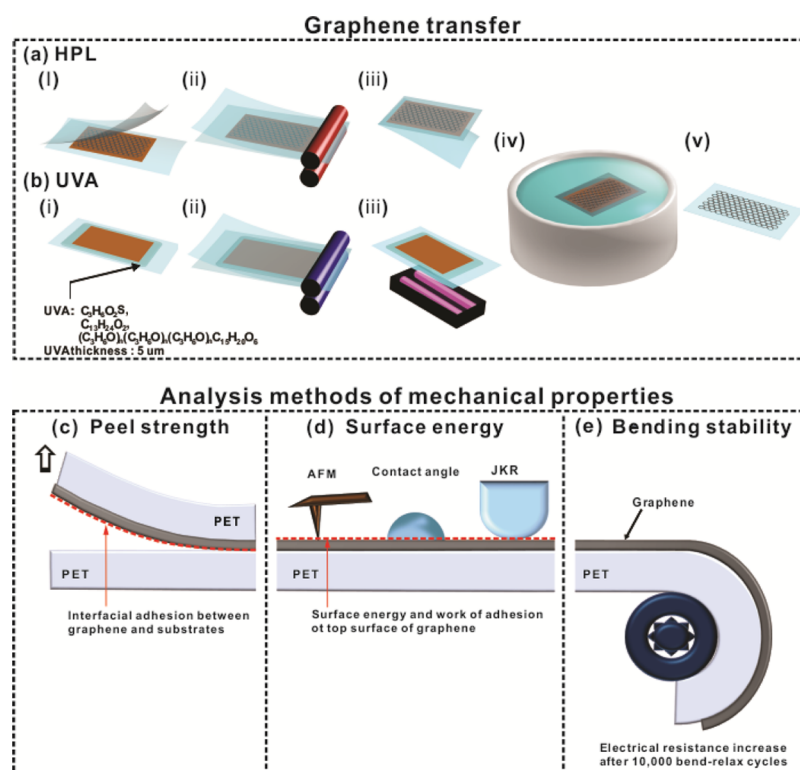 Graphene transfer
(a) HPL
(I)
(ii)
(iii)
(iv)
(v)
(b) UVA
(i)
(ii)
(iii)
UVA: C₃H₆O₂S,
C₁₃H₂₄O₂,
(C₃H₆O)ₙ(C₃H₆O)ₙ(C₃H₆O)ₙC₁₅H₂₀O₆
UVAthickness : 5 um
Analysis methods of mechanical properties
(c) Peel strength
PET
PET
Interfacial adhesion between
graphene and substrates
(d) Surface energy
AFM
Contact angle
JKR
PET
Surface energy and work of adhesion
ot top surface of graphene
(e) Bending stability
Graphene
PET
Electrical resistance increase
after 10,000 bend-relax cycles